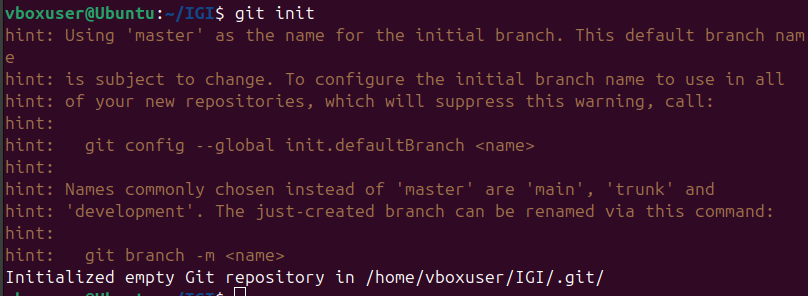 vboxuser@Ubuntu:~/IGI$ git init
hint: Using 'master' as the name for the initial branch. This default branch nam
e
hint: is subject to change. To configure the initial branch name to use in all
hint: of your new repositories, which will suppress this warning, call:
hint:
hint:   git config --global init.defaultBranch <name>
hint:
hint: Names commonly chosen instead of 'master' are 'main', 'trunk' and
hint: 'development'. The just-created branch can be renamed via this command:
hint:
hint:   git branch -m <name>
Initialized empty Git repository in /home/vboxuser/IGI/.git/
vboxuser@Ubuntu:~/IGI$